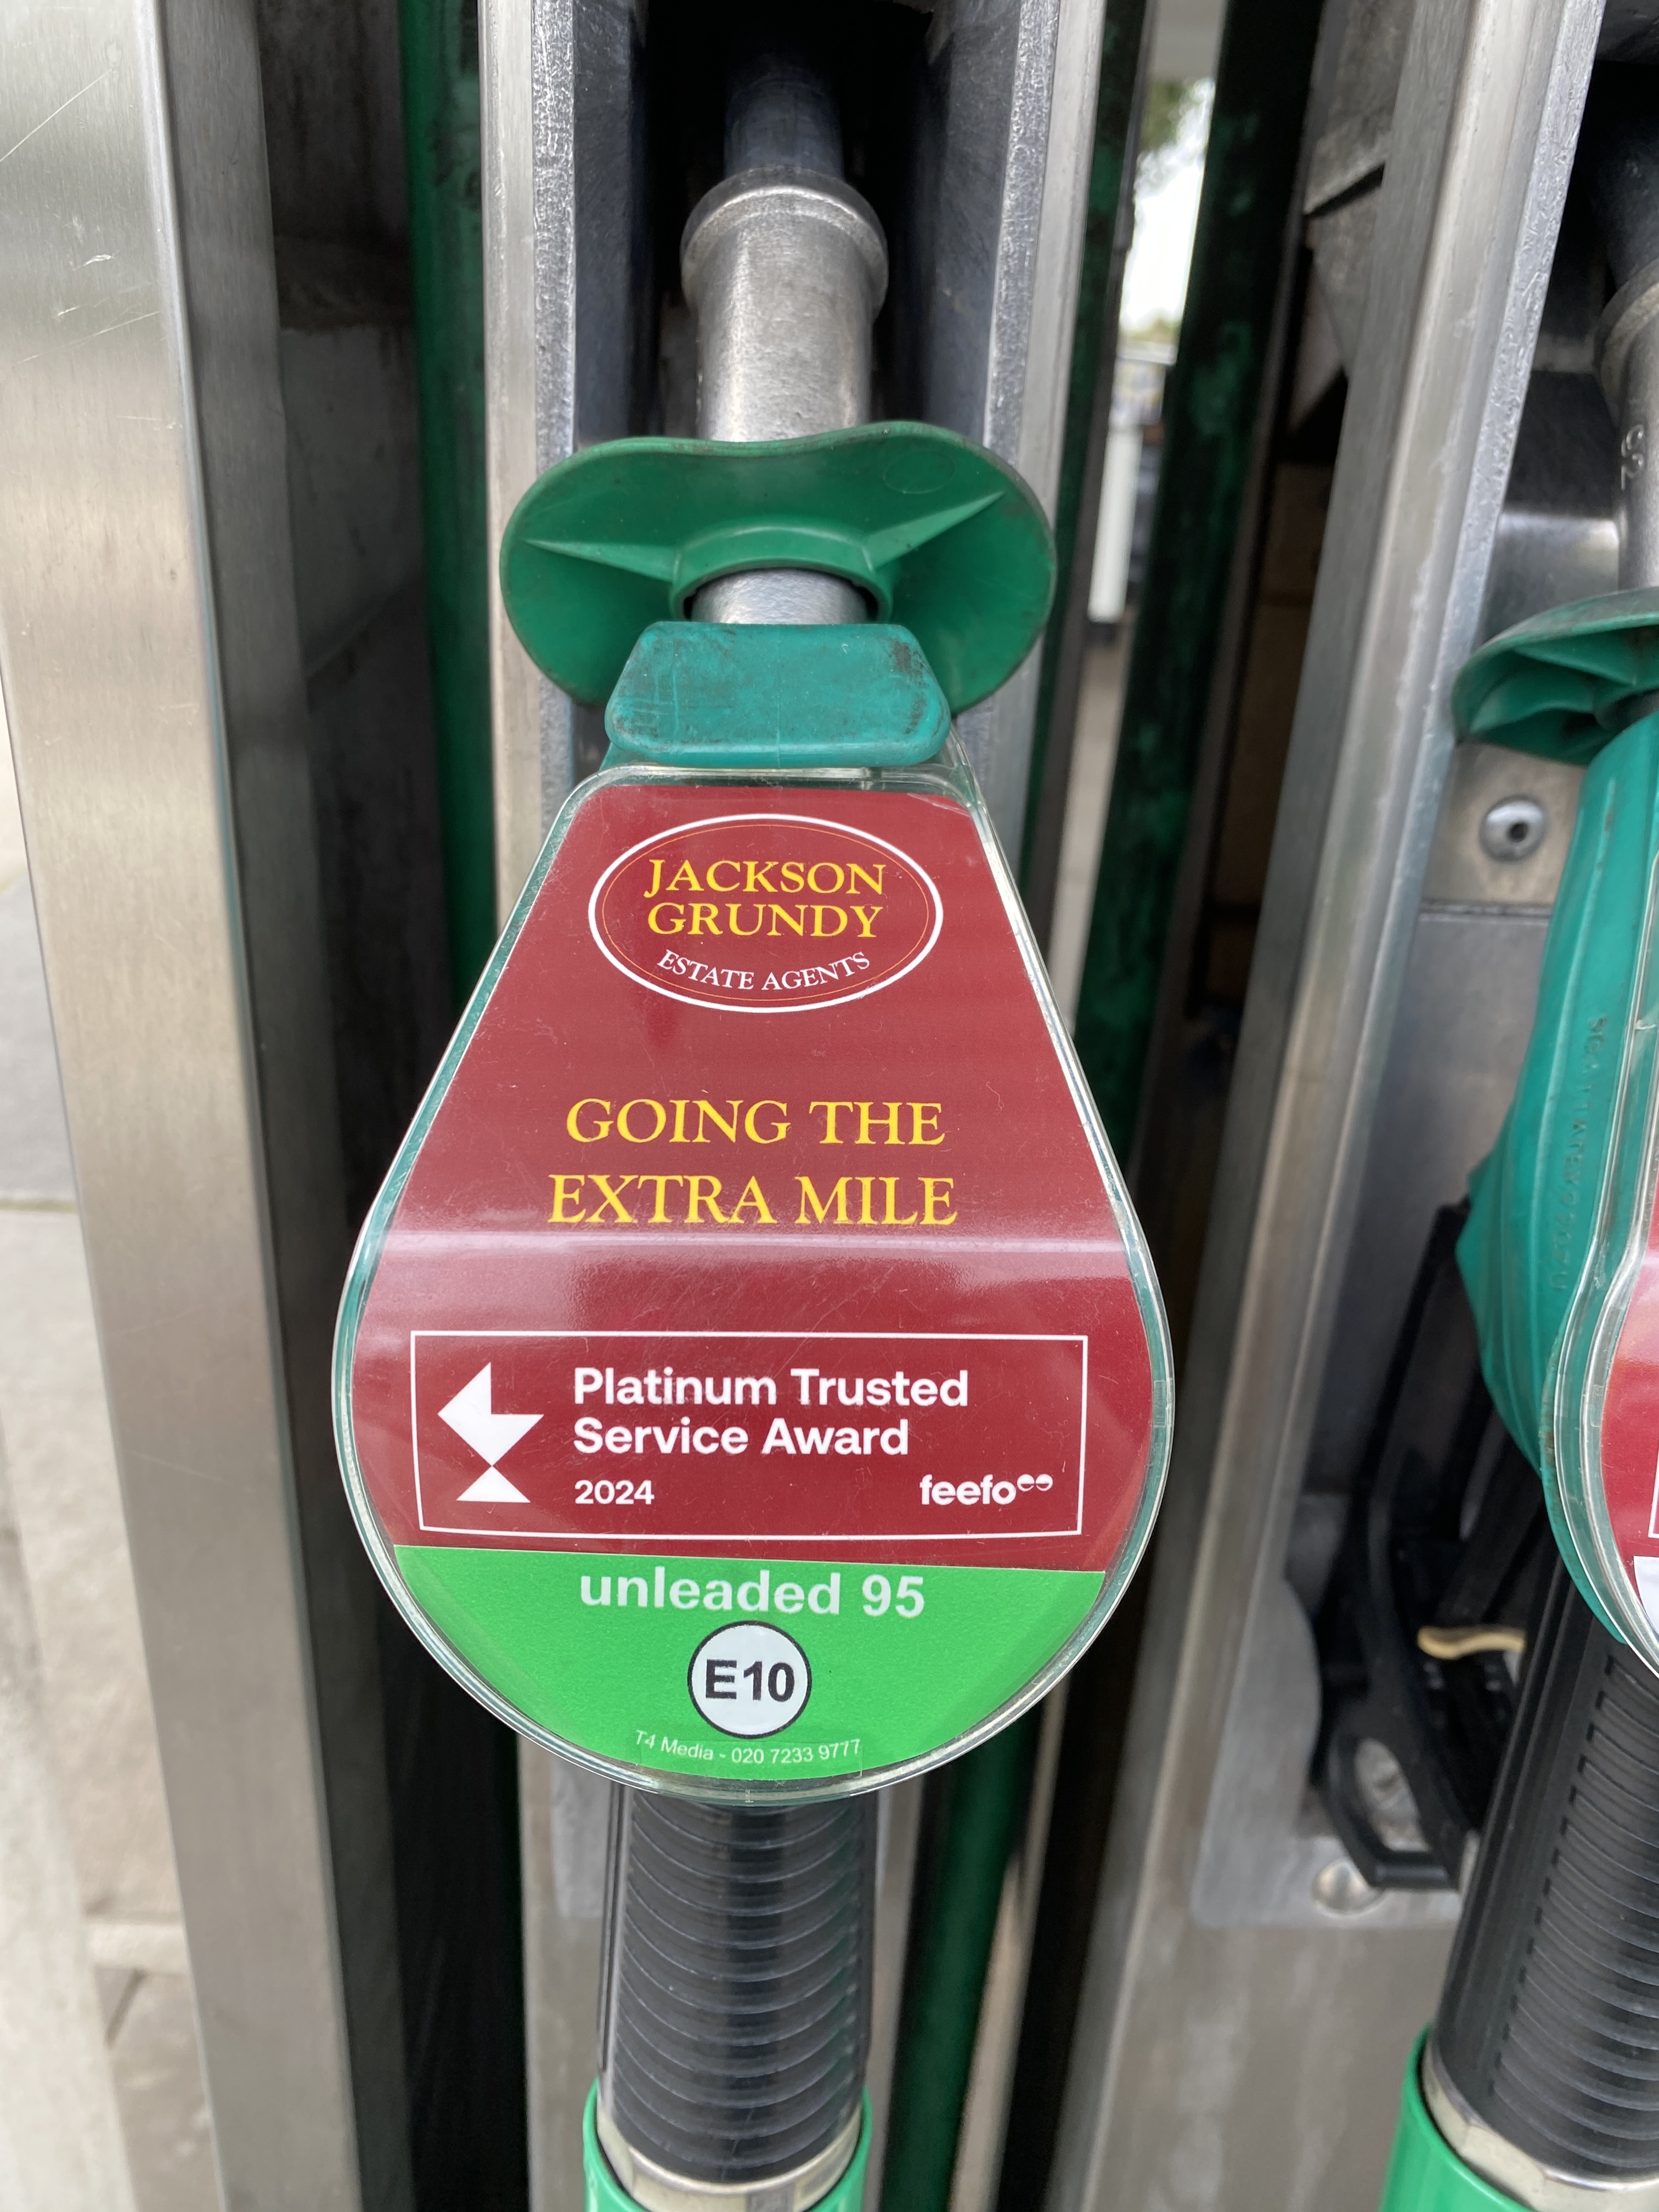 JACKSON
GRUNDY
ESTATE AGENTS
GOING THE
EXTRA MILE
Platinum Trusted
Service Award
2024
feefo
unleaded 95
E10
T4 Media - 020 7233 9777